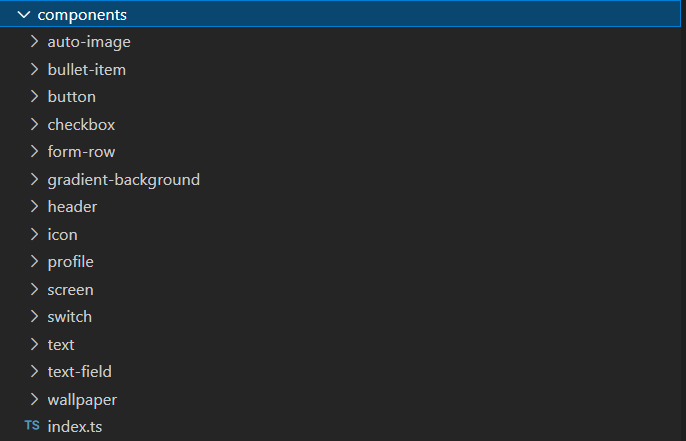 components
auto-image
bullet-item
button
checkbox
form-row
gradient-background
header
icon
profile
screen
switch
text
text-field
wallpaper
TS index.ts